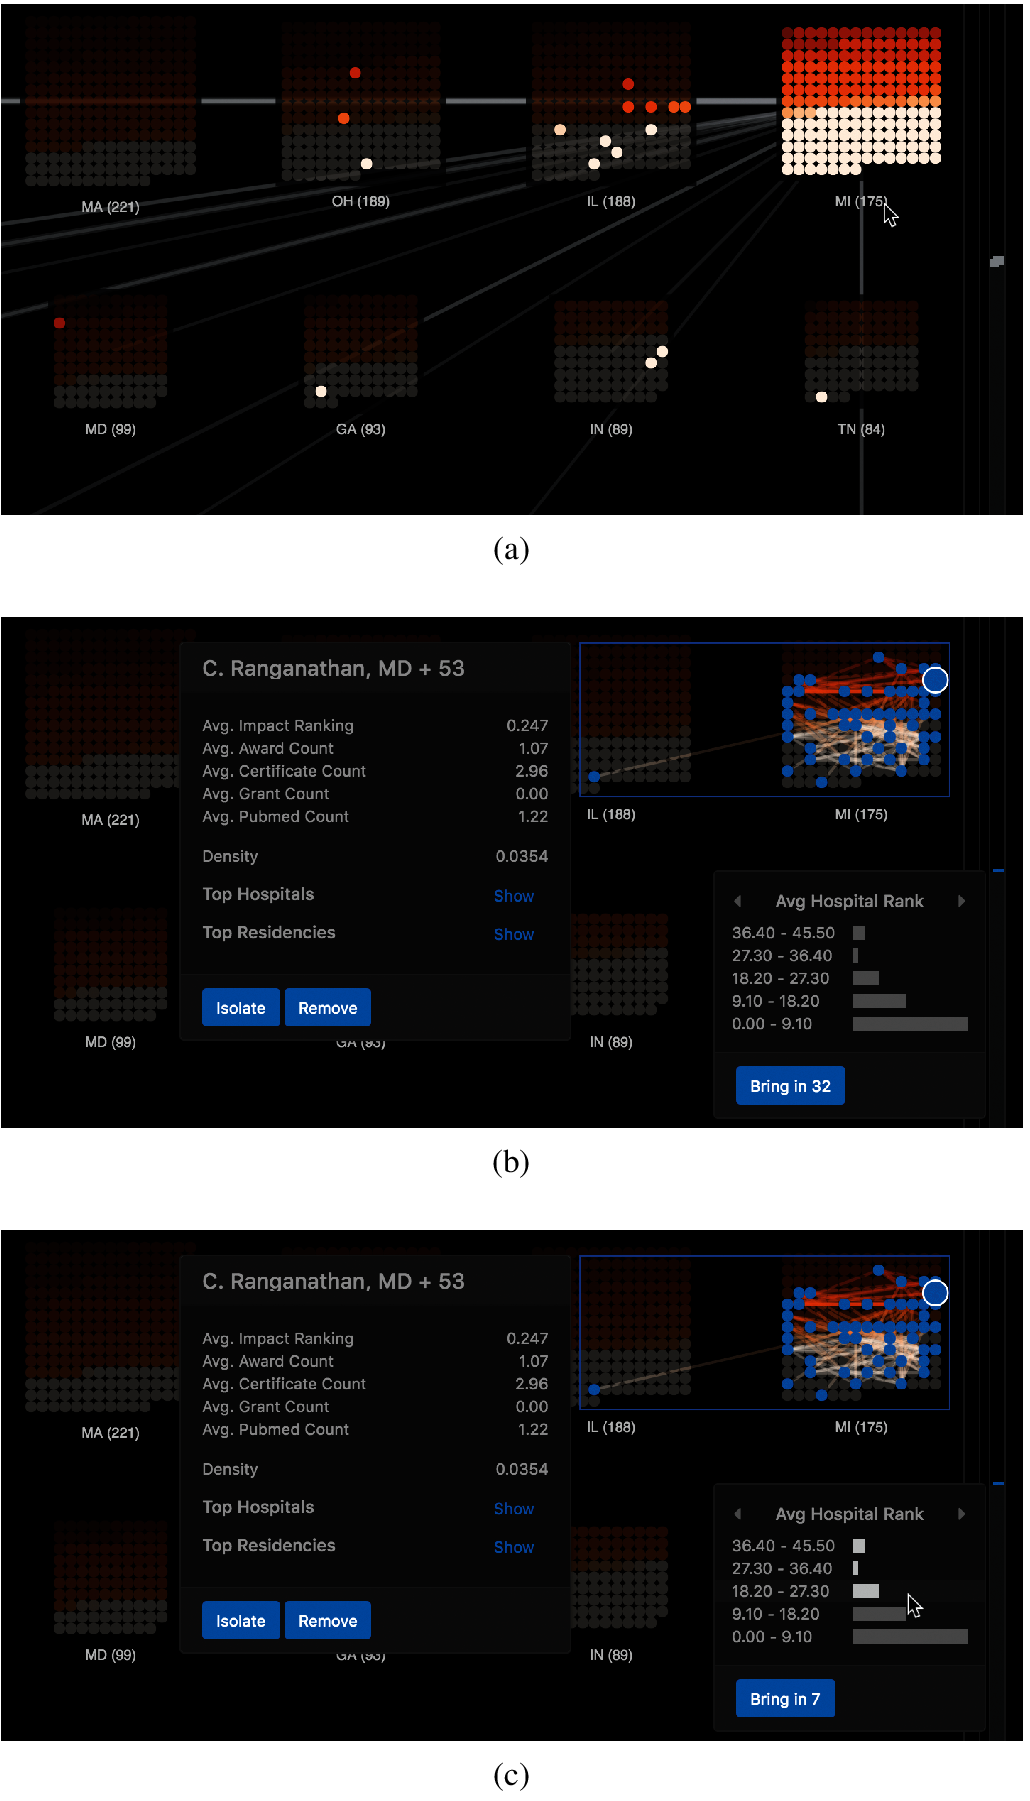 MA (221)
OH (189)
IL (188)
MI (175)
MD (99)
GA (93)
IN (89)
TN (84)
(a)
C. Ranganathan, MD + 53
Avg. Impact Ranking 0.247
Avg. Award Count 1.07
Avg. Certificate Count 2.96
Avg. Grant Count 0.00
Avg. Pubmed Count 1.22
Density 0.0354
Top Hospitals Show
Top Residencies Show
Isolate Remove
MA (221)
IL (188)
MI (175)
MD (99)
GA (93)
IN (89)
Avg Hospital Rank
36.40 - 45.50
27.30 - 36.40
18.20 - 27.30
9.10 - 18.20
0.00 - 9.10
Bring in 32
(b)
C. Ranganathan, MD + 53
Avg. Impact Ranking 0.247
Avg. Award Count 1.07
Avg. Certificate Count 2.96
Avg. Grant Count 0.00
Avg. Pubmed Count 1.22
Density 0.0354
Top Hospitals Show
Top Residencies Show
Isolate Remove
MA (221)
IL (188)
MI (175)
MD (99)
GA (93)
IN (89)
Avg Hospital Rank
36.40 - 45.50
27.30 - 36.40
18.20 - 27.30
9.10 - 18.20
0.00 - 9.10
Bring in 7
(c)